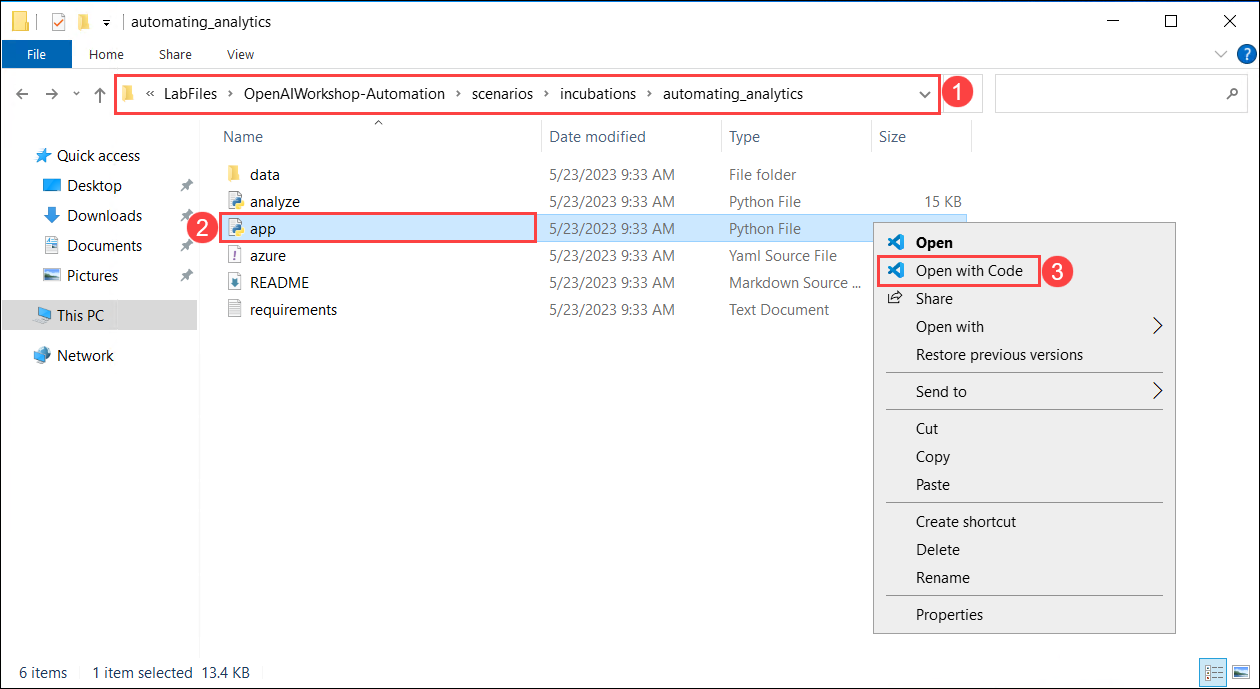 automating_analytics
File Home Share View ?
« LabFiles › OpenAIWorkshop-Automation › scenarios › incubations › automating_analytics 1
Name Date modified Type Size
Quick access
Desktop
Downloads
Documents
Pictures
This PC
Network
data 5/23/2023 9:33 AM File folder
analyze 5/23/2023 9:33 AM Python File 15 KB
2 app 5/23/2023 9:33 AM Python File
azure 5/23/2023 9:33 AM Yaml Source File
README 5/23/2023 9:33 AM Markdown Source ...
requirements 5/23/2023 9:33 AM Text Document
Open
Open with Code 3
Share
Open with
Restore previous versions
Send to
Cut
Copy
Paste
Create shortcut
Delete
Rename
Properties
6 items 1 item selected 13.4 KB